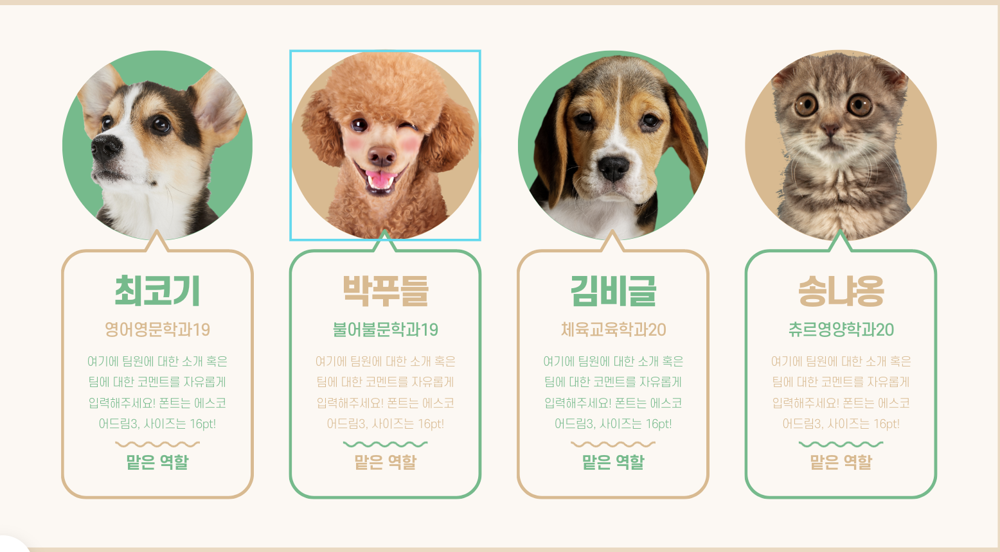 최코기
영어영문학과19
여기에 팀원에 대한 소개 혹은
팀에 대한 코멘트를 자유롭게
입력해주세요! 폰트는 에스코
어드림3, 사이즈는 16pt!
맡은 역할
박푸들
불어불문학과19
여기에 팀원에 대한 소개 혹은
팀에 대한 코멘트를 자유롭게
입력해주세요! 폰트는 에스코
어드림3, 사이즈는 16pt!
맡은 역할
김비글
체육교육학과20
여기에 팀원에 대한 소개 혹은
팀에 대한 코멘트를 자유롭게
입력해주세요! 폰트는 에스코
어드림3, 사이즈는 16pt!
맡은 역할
송냐옹
츄르영양학과20
여기에 팀원에 대한 소개 혹은
팀에 대한 코멘트를 자유롭게
입력해주세요! 폰트는 에스코
어드림3, 사이즈는 16pt!
맡은 역할